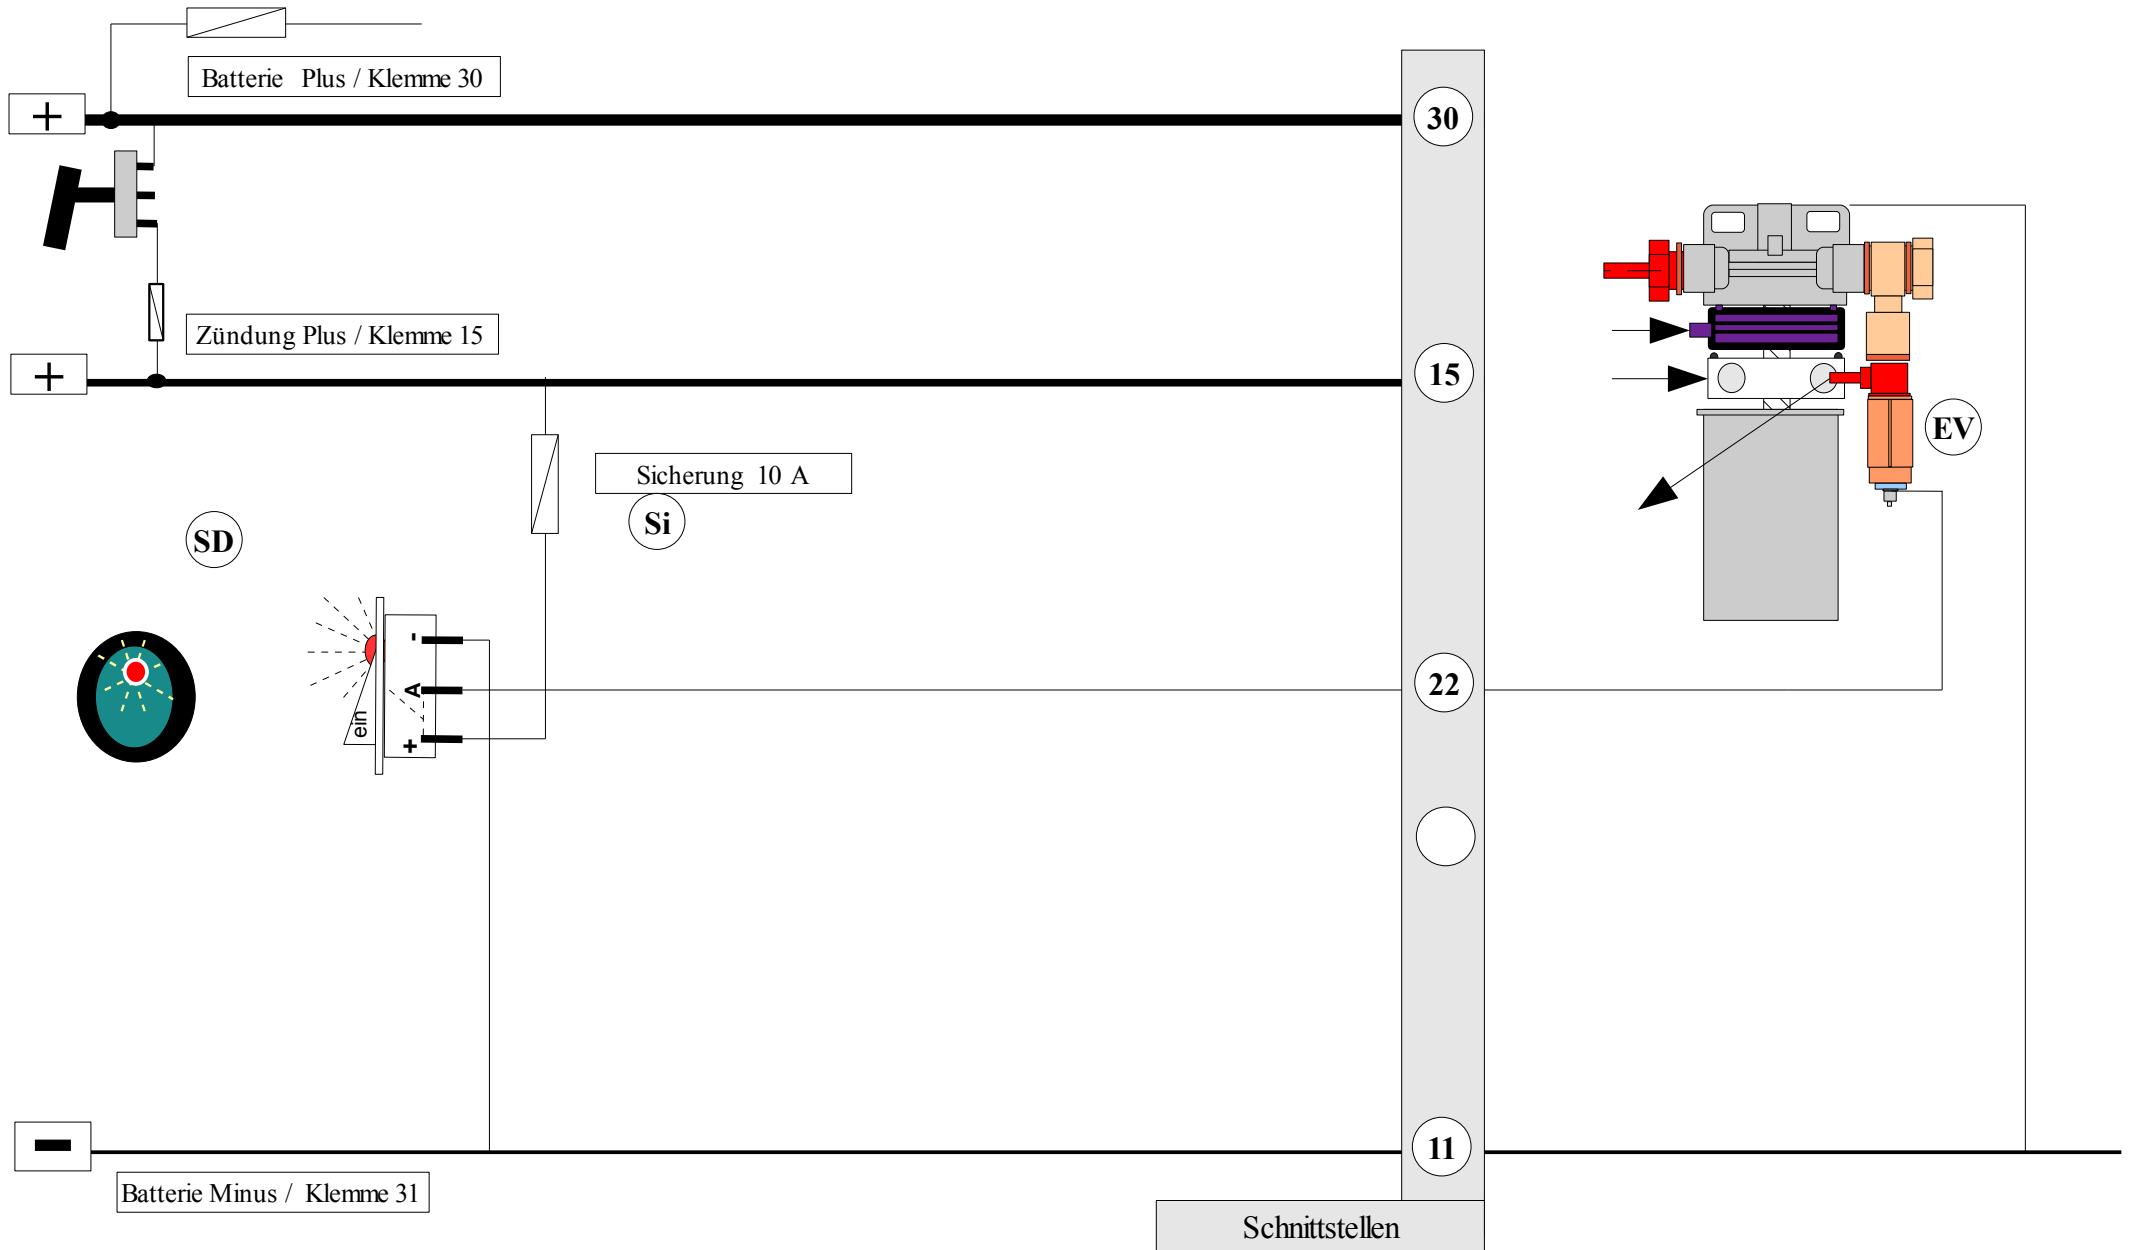 Batterie Plus / Klemme 30
+
30
Zündung Plus / Klemme 15
+
15
EV
Sicherung 10 A
Si
SD
-
A
+
ein
22
11
Batterie Minus / Klemme 31
Schnittstellen